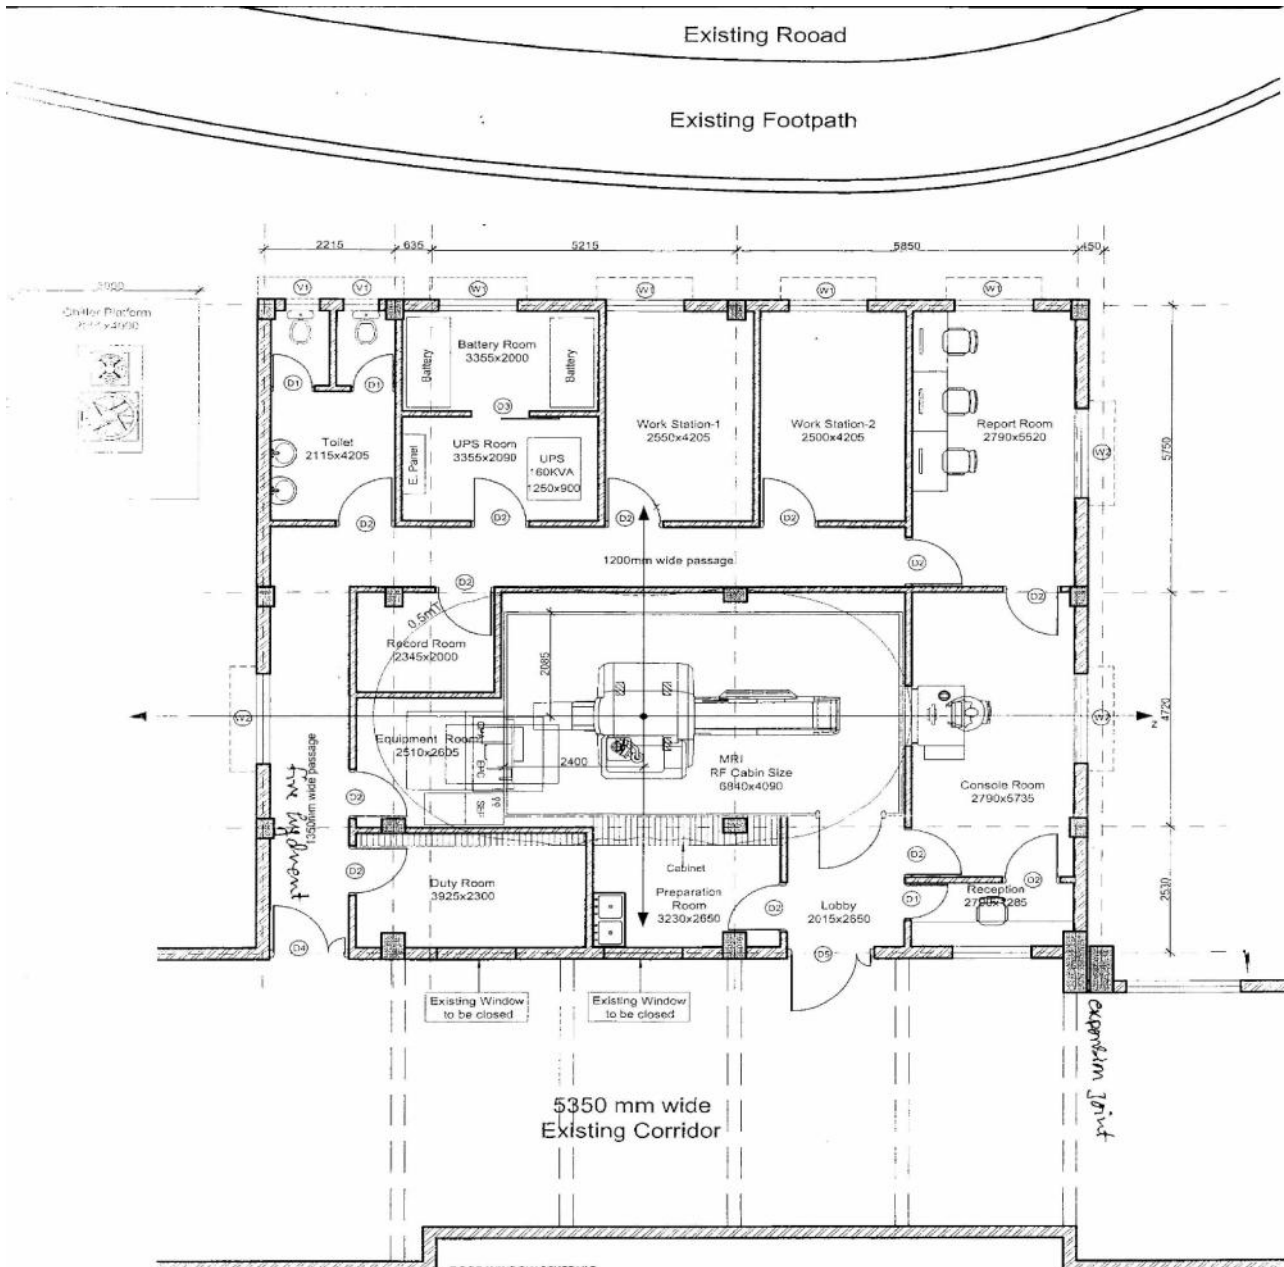 Existing Rooad
Existing Footpath
2215
635
5215
5850
450
Chiller Platform
V1
V1
W1
W1
W1
W1
Battery Room
3355x2000
Battery
Battery
D1
D1
D3
Toilet
2115x4205
UPS Room
3355x2090
E. Panel
UPS
160KVA
1250x900
Work Station-1
2550x4205
Work Station-2
2500x4205
Report Room
2790x5520
W2
5750
D2
D2
D2
D2
D2
1200mm wide passage
D2
D2
0.5mT
Record Room
2345x2000
2085
W2
Equipment Room
2510x2605
2400
MRI
RF Cabin Size
6840x4090
Z
4720
Console Room
2790x5735
1350mm wide passage
fire hydrent
D2
D2
D2
D2
Cabinet
Duty Room
3925x2300
Preparation
Room
3230x2650
D2
Lobby
2015x2650
D1
Reception
2530
D4
D5
Existing Window
to be closed
Existing Window
to be closed
expansion Joint
5350 mm wide
Existing Corridor